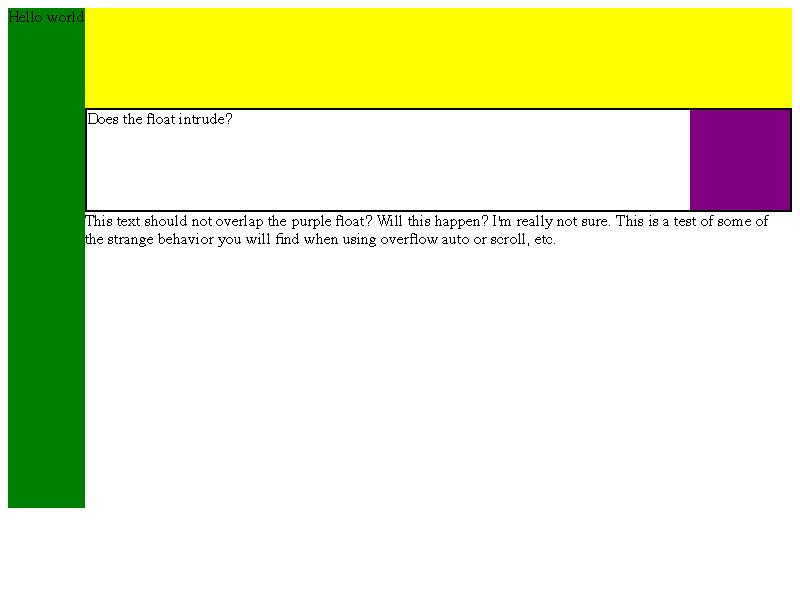 Hello world
Does the float intrude?
This text should not overlap the purple float? Will this happen? I'm really not sure. This is a test of some of
the strange behavior you will find when using overflow auto or scroll, etc.